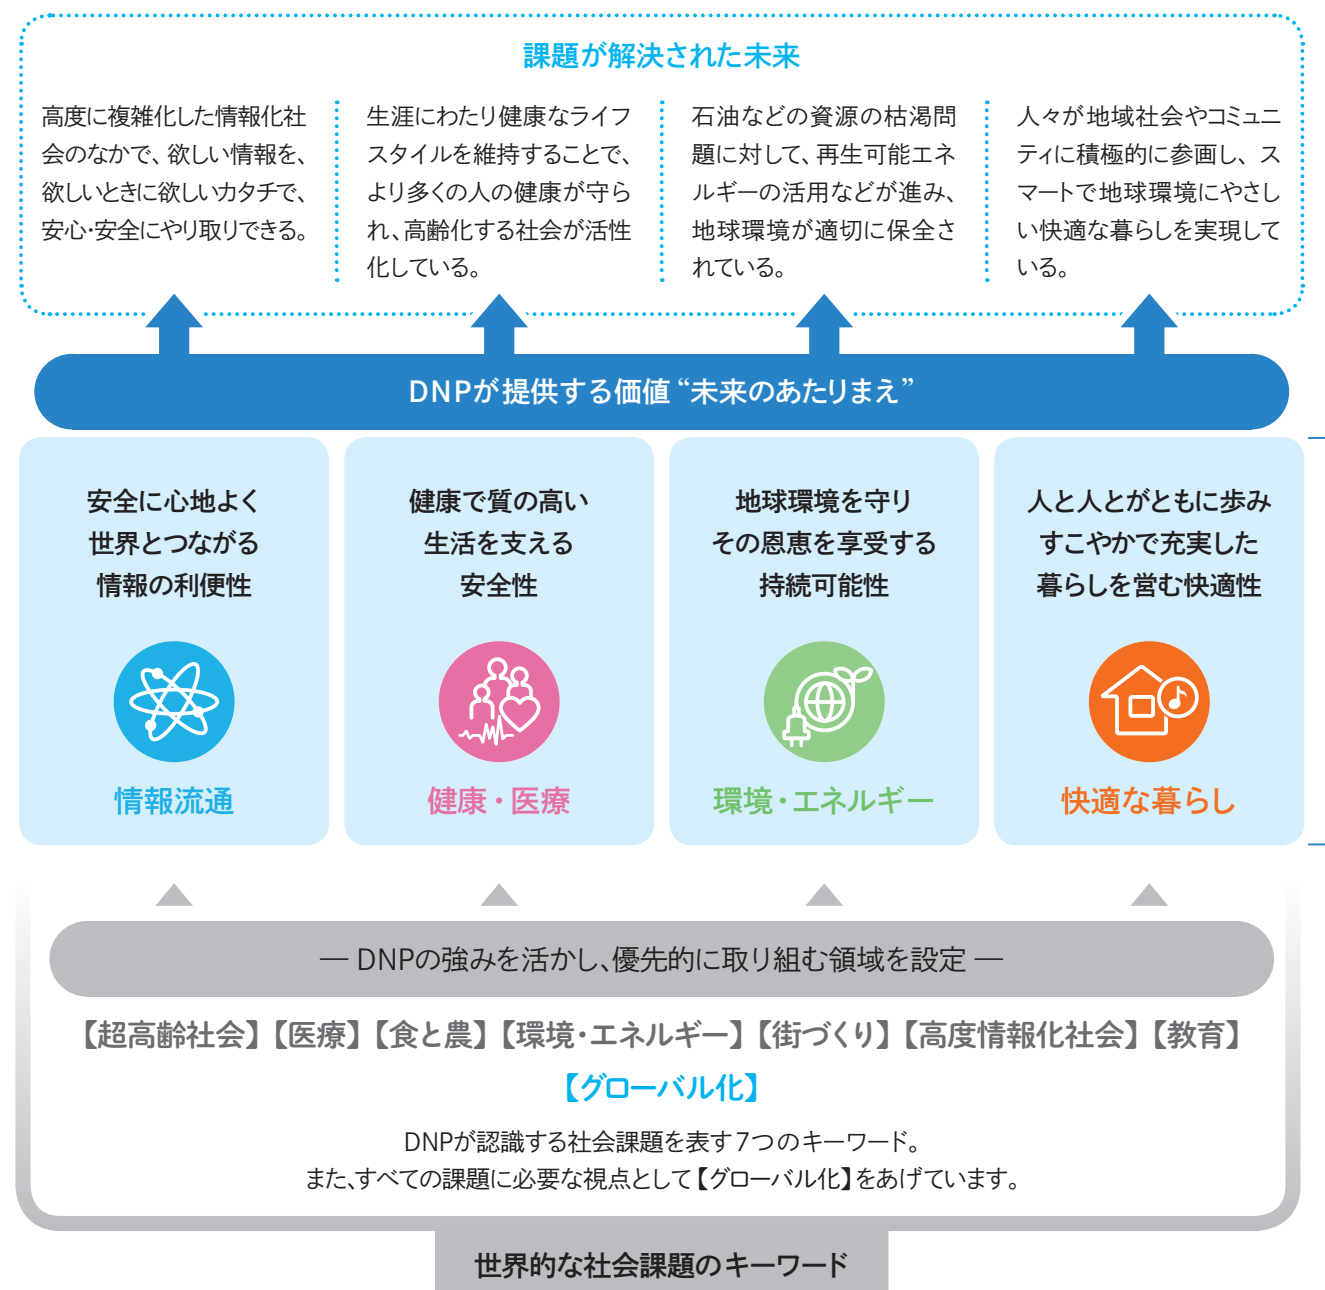 課題が解決された未来
高度に複雑化した情報化社
会のなかで、欲しい情報を、
欲しいときに欲しいカタチで、
安心・安全にやり取りできる。
生涯にわたり健康なライフ
スタイルを維持することで、
より多くの人の健康が守ら
れ、高齢化する社会が活性
化している。
石油などの資源の枯渇問
題に対して、再生可能エネ
ルギーの活用などが進み、
地球環境が適切に保全さ
れている。
人々が地域社会やコミュニ
ティに積極的に参画し、ス
マートで地球環境にやさし
い快適な暮らしを実現して
いる。
DNPが提供する価値 “未来のあたりまえ”
安全に心地よく
世界とつながる
情報の利便性
情報流通
健康で質の高い
生活を支える
安全性
健康・医療
地球環境を守り
その恩恵を享受する
持続可能性
環境・エネルギー
人と人とがともに歩み
すこやかで充実した
暮らしを営む快適性
快適な暮らし
― DNPの強みを活かし、優先的に取り組む領域を設定 ―
【超高齢社会】【医療】【食と農】【環境・エネルギー】【街づくり】【高度情報化社会】【教育】
【グローバル化】
DNPが認識する社会課題を表す7つのキーワード。
また、すべての課題に必要な視点として【グローバル化】をあげています。
世界的な社会課題のキーワード